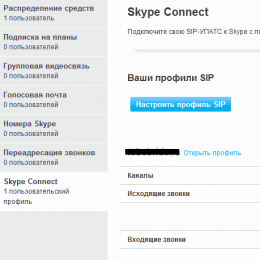 Распределение средств
1 пользователь
Подписка на планы
0 пользователей
Групповая видеосвязь
0 пользователей
Голосовая почта
0 пользователей
Номера Skype
0 пользователей
Переадресация звонков
0 пользователей
Skype Connect
1 пользовательский
профиль
Skype Connect
Подключите свою SIP-УПАТС к Skype с
Ваши профили SIP
Настроить профиль SIP
Открыть профиль
Каналы
Исходящие звонки
Входящие звонки